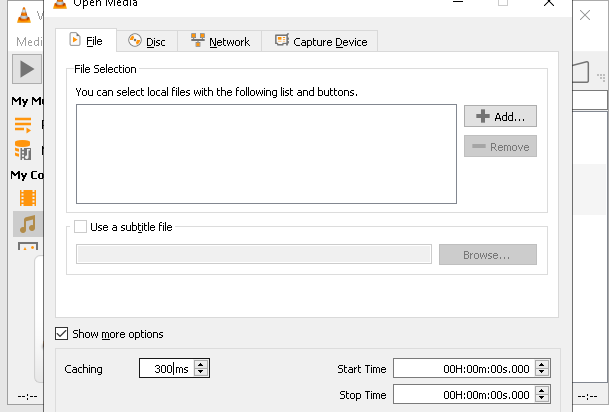 Open Media
Medi
File
Disc
Network
Capture Device
File Selection
You can select local files with the following list and buttons.
Add...
Remove
My M
My Co
Use a subtitle file
Browse...
Show more options
Caching
300 ms
Start Time
00H:00m:00s.000
Stop Time
00H:00m:00s.000
--:--
--:--